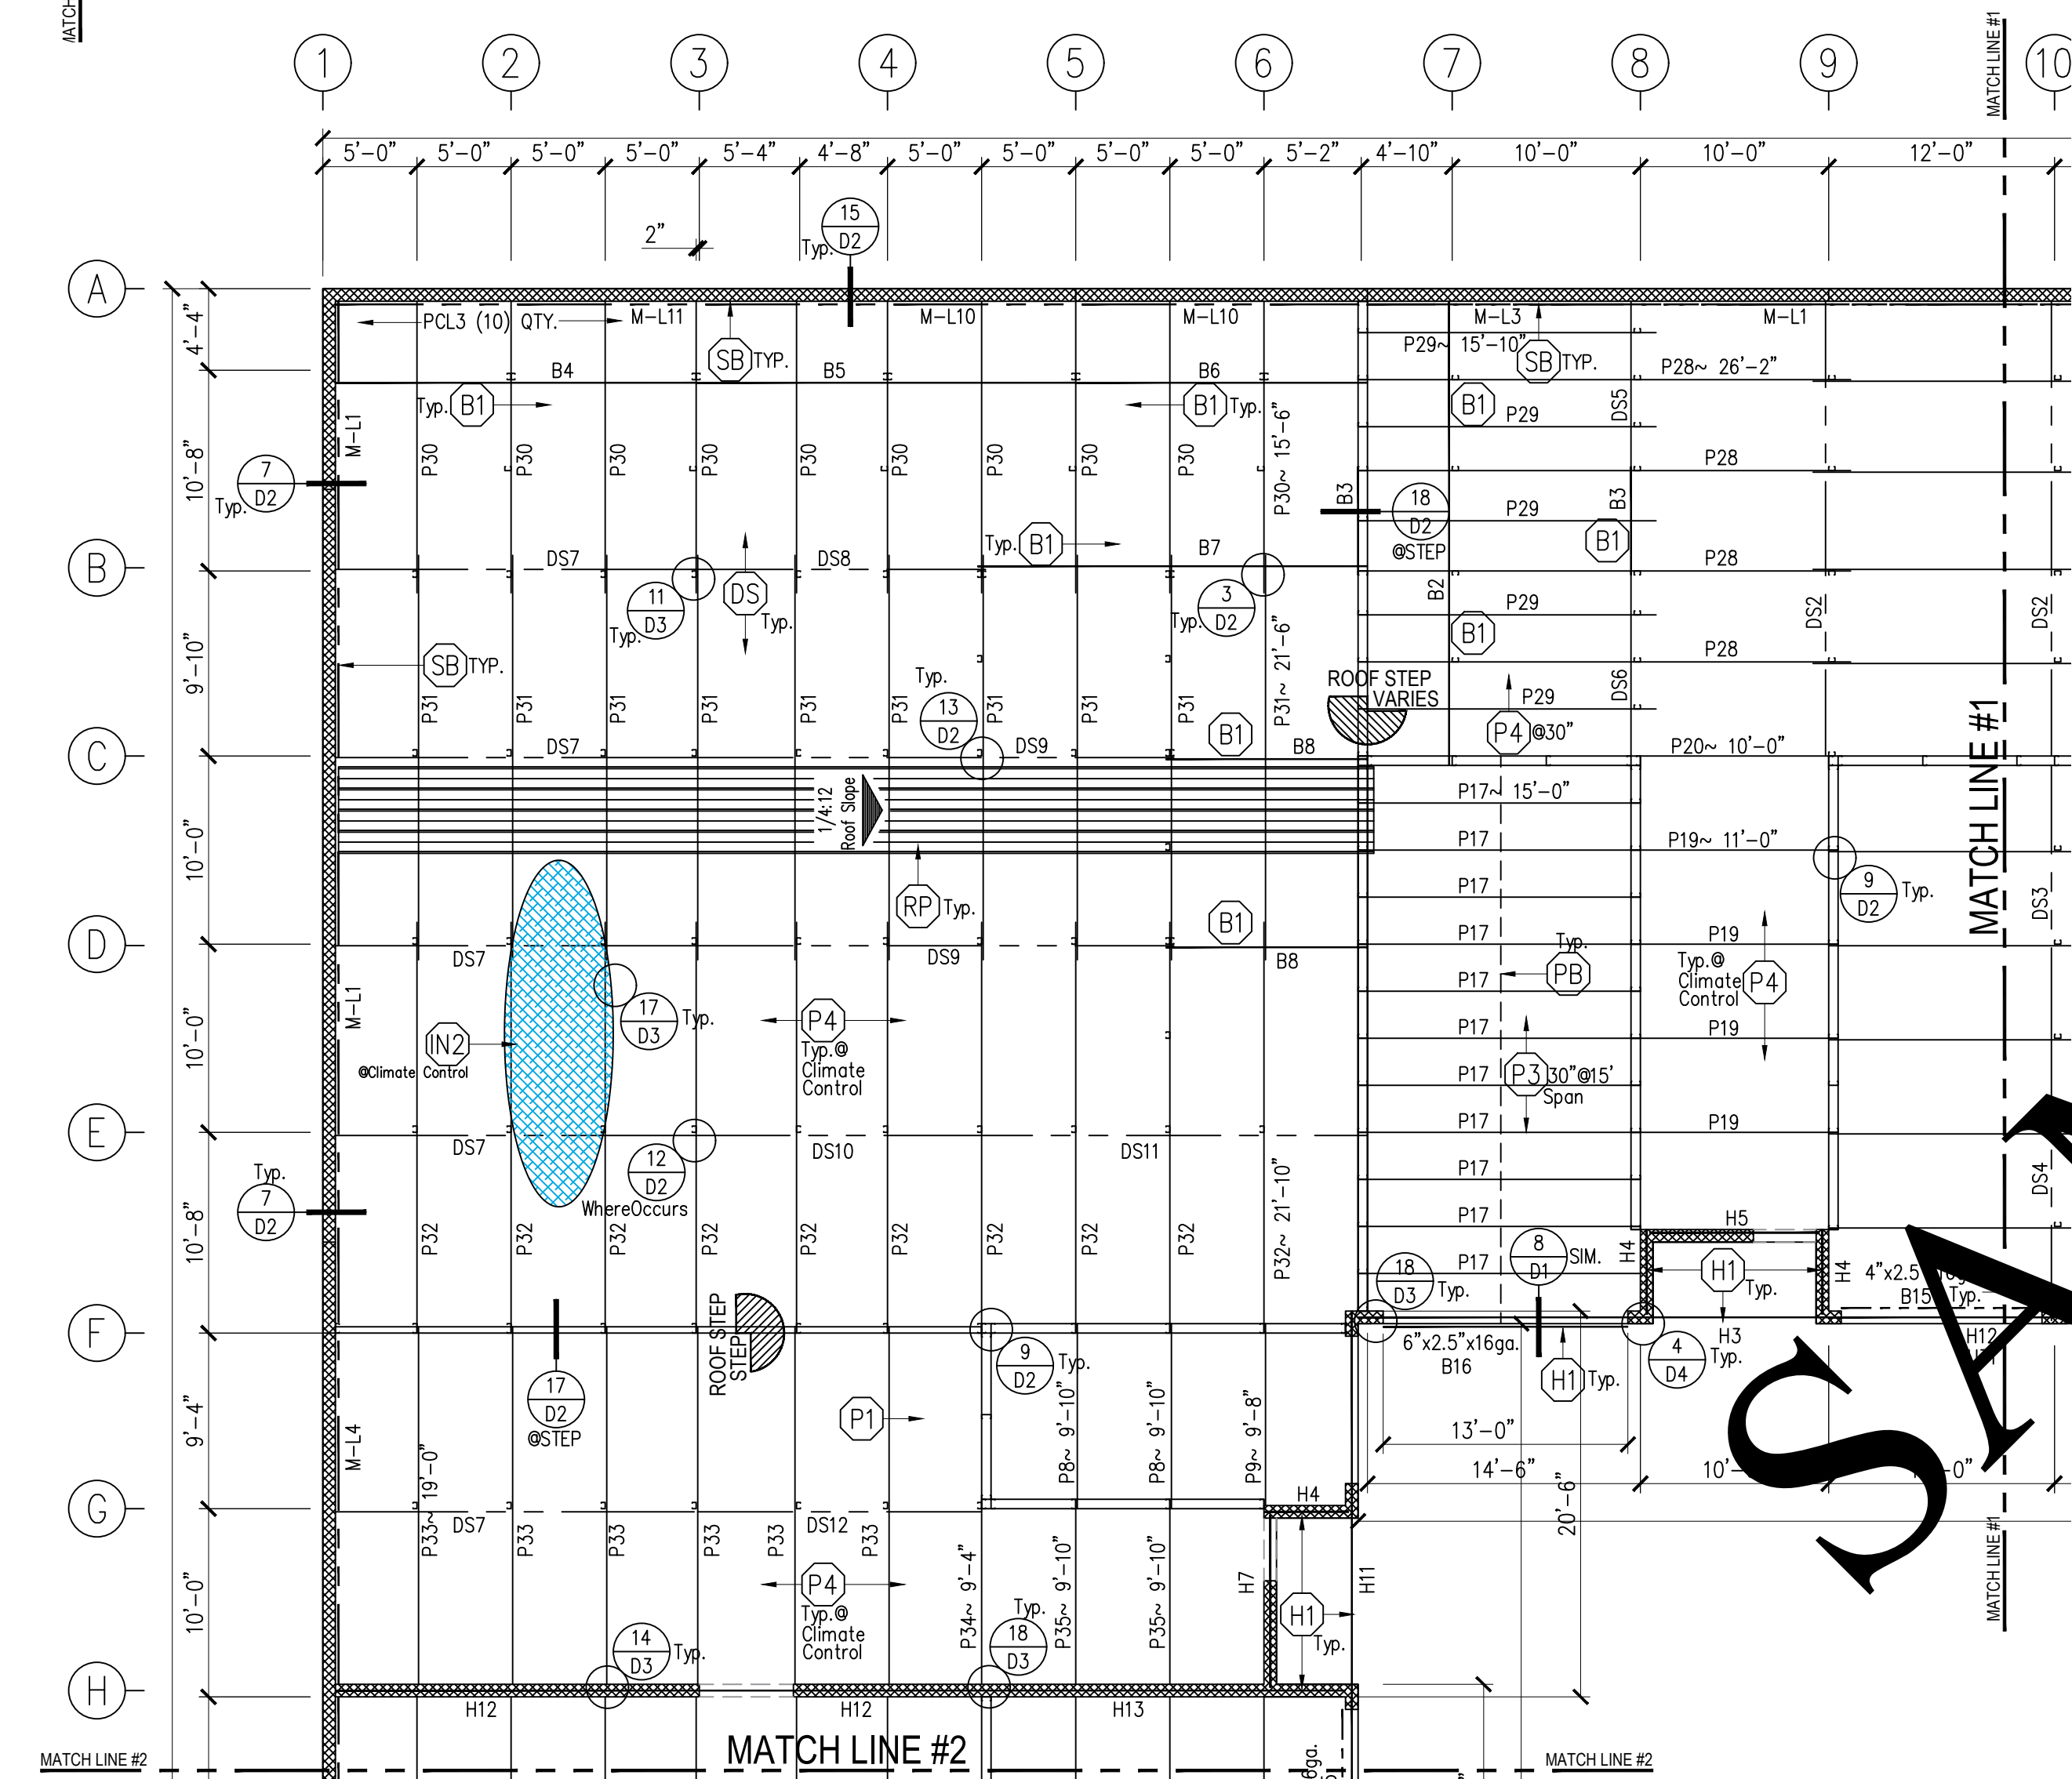 MATCH
1 2 3 4 5 6 7 8 9 10
MATCH LINE #1
5'-0" 5'-0" 5'-0" 5'-0" 5'-4" 4'-8" 5'-0" 5'-0" 5'-0" 5'-0" 5'-2" 4'-10" 10'-0" 10'-0" 12'-0"
2"
15
D2
Typ.
A
4'-4"
PCL3 (10) QTY.
M-L11
M-L10
M-L10
M-L3
M-L1
SB TYP.
P29~ 15'-10"
SB TYP.
P28~ 26'-2"
B4
B5
B6
Typ. B1
B1 Typ.
B1
P29
DS5
M-L1
10'-8"
P30 P30 P30 P30 P30 P30 P30 P30 P30
P30~ 15'-6"
P28
7
D2
Typ.
B3
18
D2
@STEP
P29
B3
B1
Typ. B1
B7
B
DS7
DS8
P28
11
D3
Typ.
DS
Typ.
3
D2
Typ.
B2
P29
DS2
DS2
B1
9'-10"
SB TYP.
P28
P31~ 21'-6"
DS6
ROOF STEP
VARIES
Typ.
13
D2
P31 P31 P31 P31 P31 P31 P31 P31 P31
P29
B1
P4 @30"
C
DS7
DS9
B8
P20~ 10'-0"
MATCH LINE #1
1/4:12
Roof Slope
P17~ 15'-0"
10'-0"
P17
P19~ 11'-0"
9
D2
Typ.
P17
RP Typ.
B1
DS3
D
P17
P19
DS7
DS9
B8
Typ.
PB
Typ.@
Climate
Control
P4
P17
M-L1
17
D3
Typ.
P4
Typ.@
Climate
Control
10'-0"
IN2
@Climate Control
P17
P19
P17
P3 30"@15'
Span
E
P17
P19
DS7
DS10
DS11
12
D2
WhereOccurs
Typ.
7
D2
P17
DS4
10'-8"
P32 P32 P32 P32 P32 P32 P32 P32 P32
P32~ 21'-10"
P17
H5
8
D1
SIM.
H4
H1
Typ.
H4
4"x2.5
B15
Typ.
P17
18
D3
Typ.
F
ROOF STEP
STEP
9
D2
Typ.
6"x2.5"x16ga.
B16
H3
H12
4
D4
Typ.
H1 Typ.
17
D2
@STEP
9'-4"
P1
M-L4
P8~ 9'-10"
P8~ 9'-10"
P9~ 9'-8"
13'-0"
14'-6"
10'-
-0"
20'-6"
SA
G
H4
P33~ 19'-0"
DS7
P33 P33 P33 P33 P33
DS12
MATCH LINE #1
10'-0"
P4
Typ.@
Climate
Control
P34~ 9'-4"
P35~ 9'-10"
P35~ 9'-10"
H7
H11
H1
Typ.
14
D3
Typ.
Typ.
18
D3
H
H12
H12
H13
MATCH LINE #2
MATCH LINE #2
MATCH LINE #2
6ga.